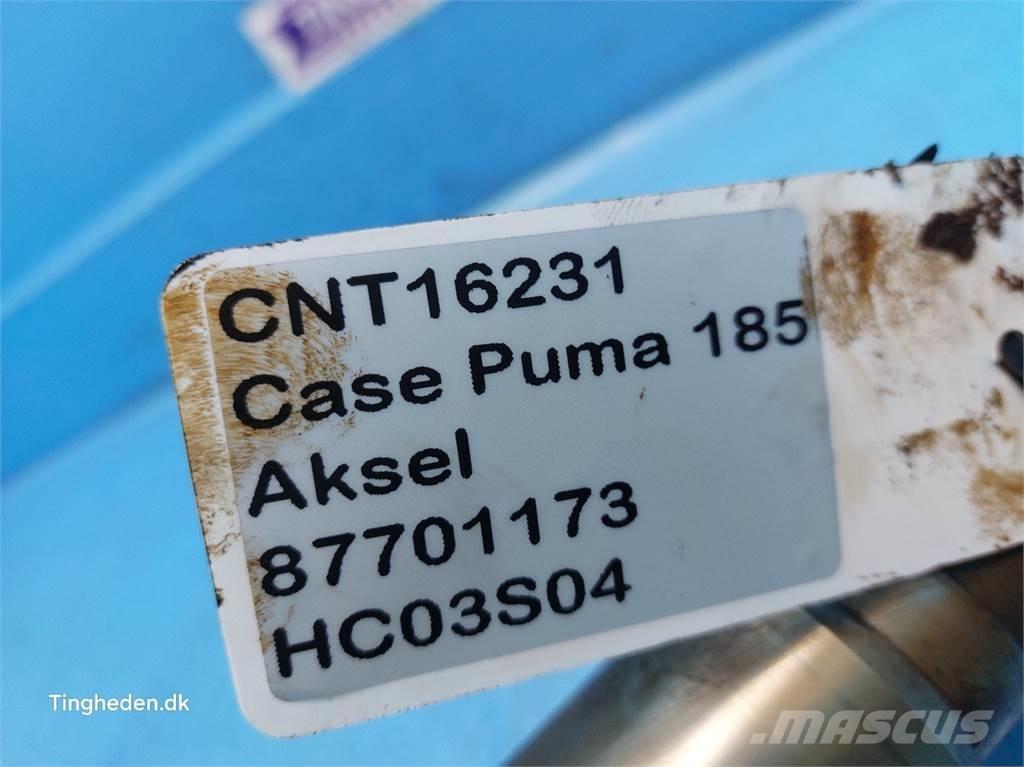 CNT16231
Case Puma 185
Aksel
87701173
HC03S04
Tingheden.dk
MASCUS